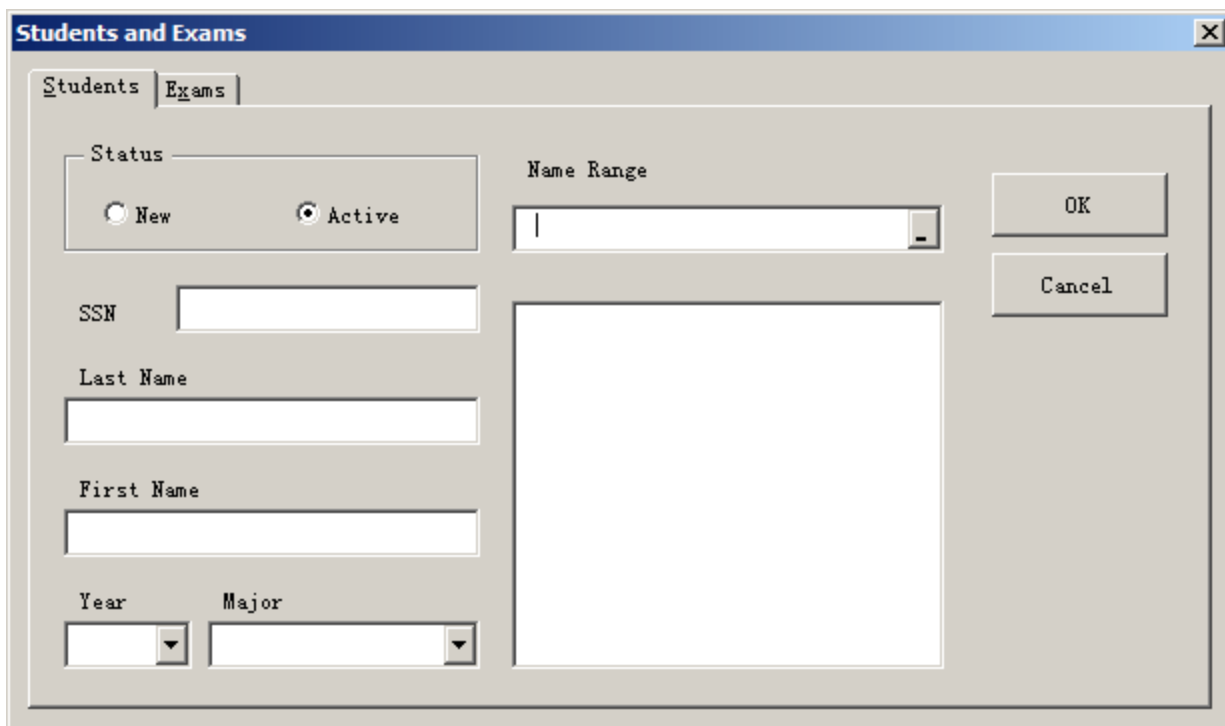 Students and Exams
Students Exams
Status
New Active
SSN
Last Name
First Name
Year Major
Name Range
OK
Cancel